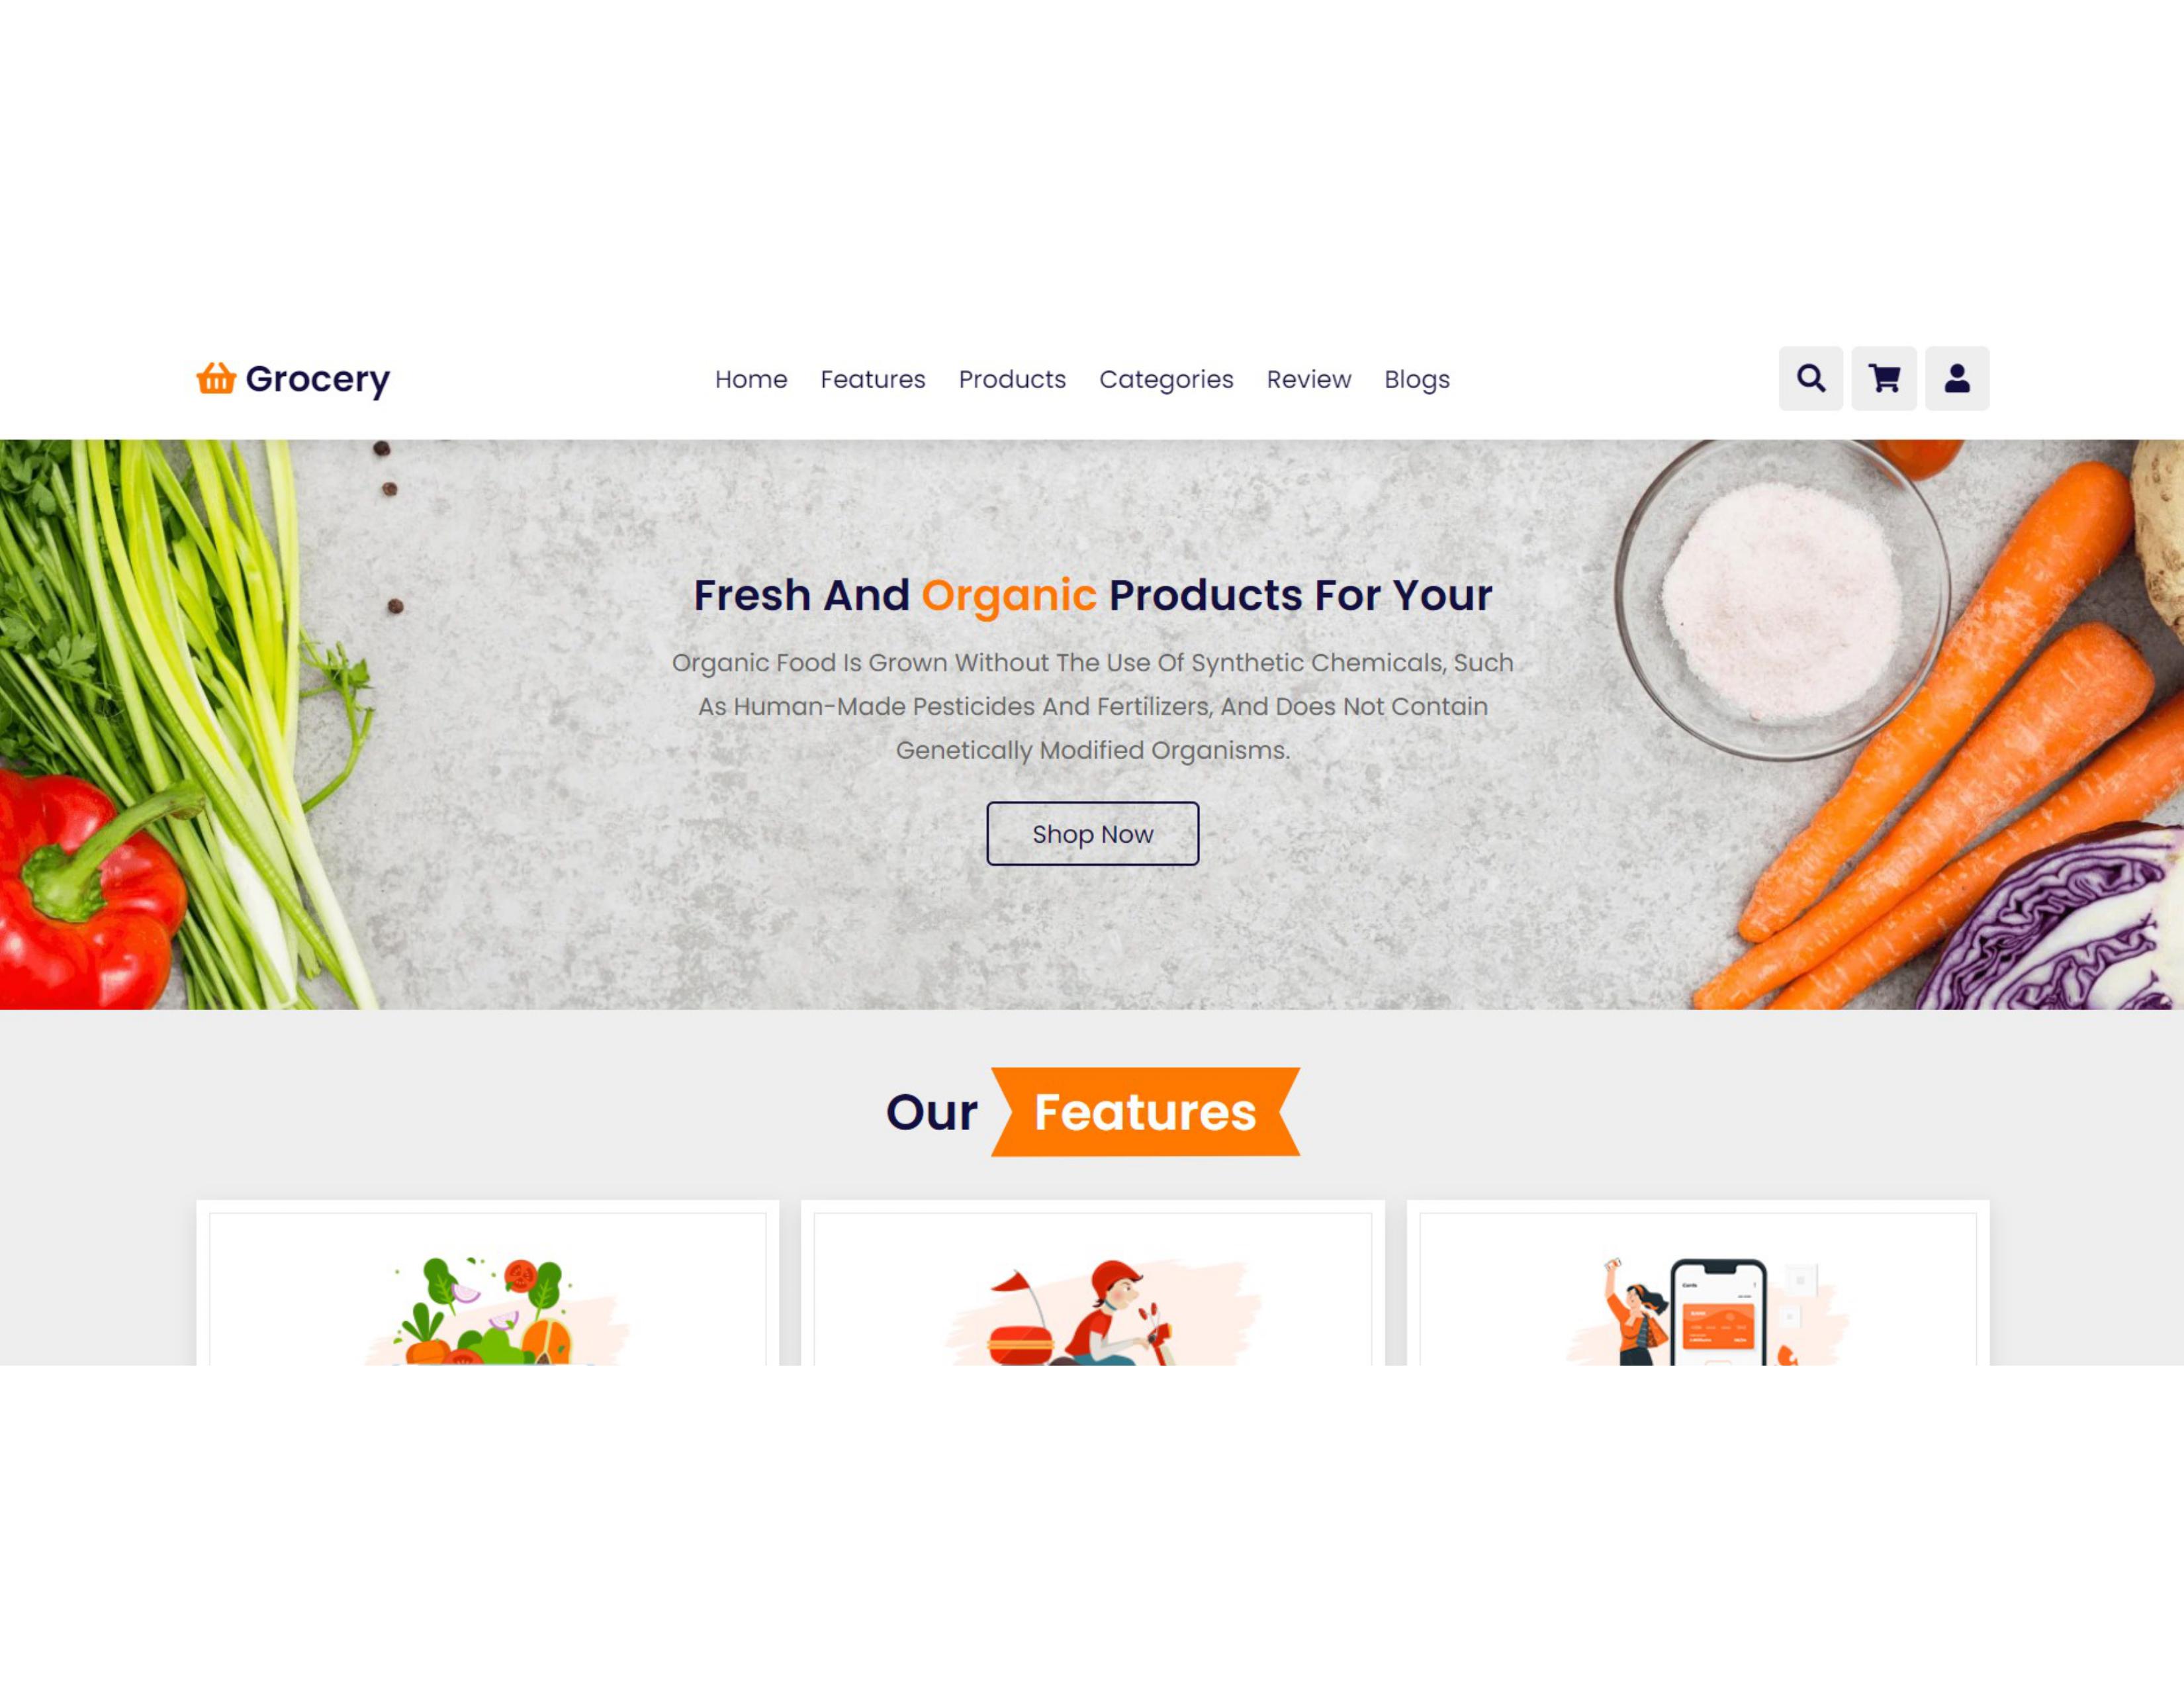 Grocery
Home Features Products Categories Review Blogs
Fresh And Organic Products For Your
Organic Food Is Grown Without The Use Of Synthetic Chemicals, Such
As Human-Made Pesticides And Fertilizers, And Does Not Contain
Genetically Modified Organisms.
Shop Now
Our Features